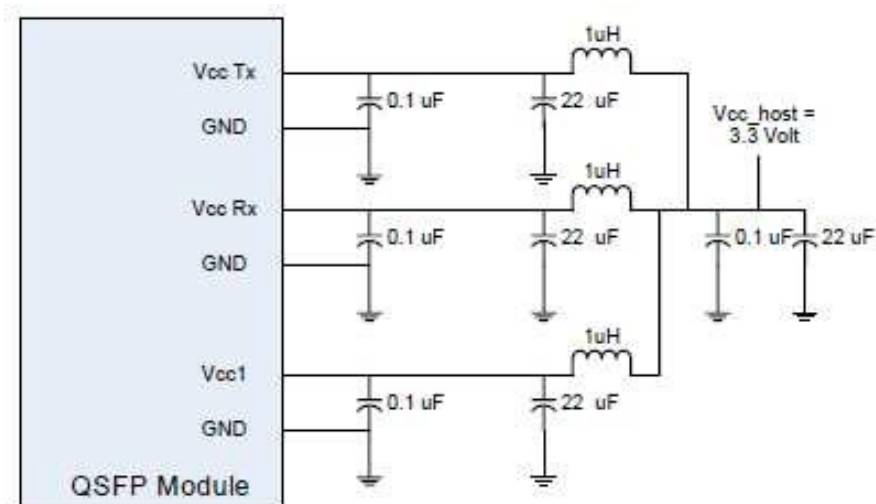 1uH
Vcc Tx
0.1 uF
22 uF
GND
Vcc_host =
3.3 Volt
1uH
Vcc Rx
0.1 uF
22 uF
0.1 uF
22 uF
GND
1uH
Vcc1
0.1 uF
22 uF
GND
QSFP Module